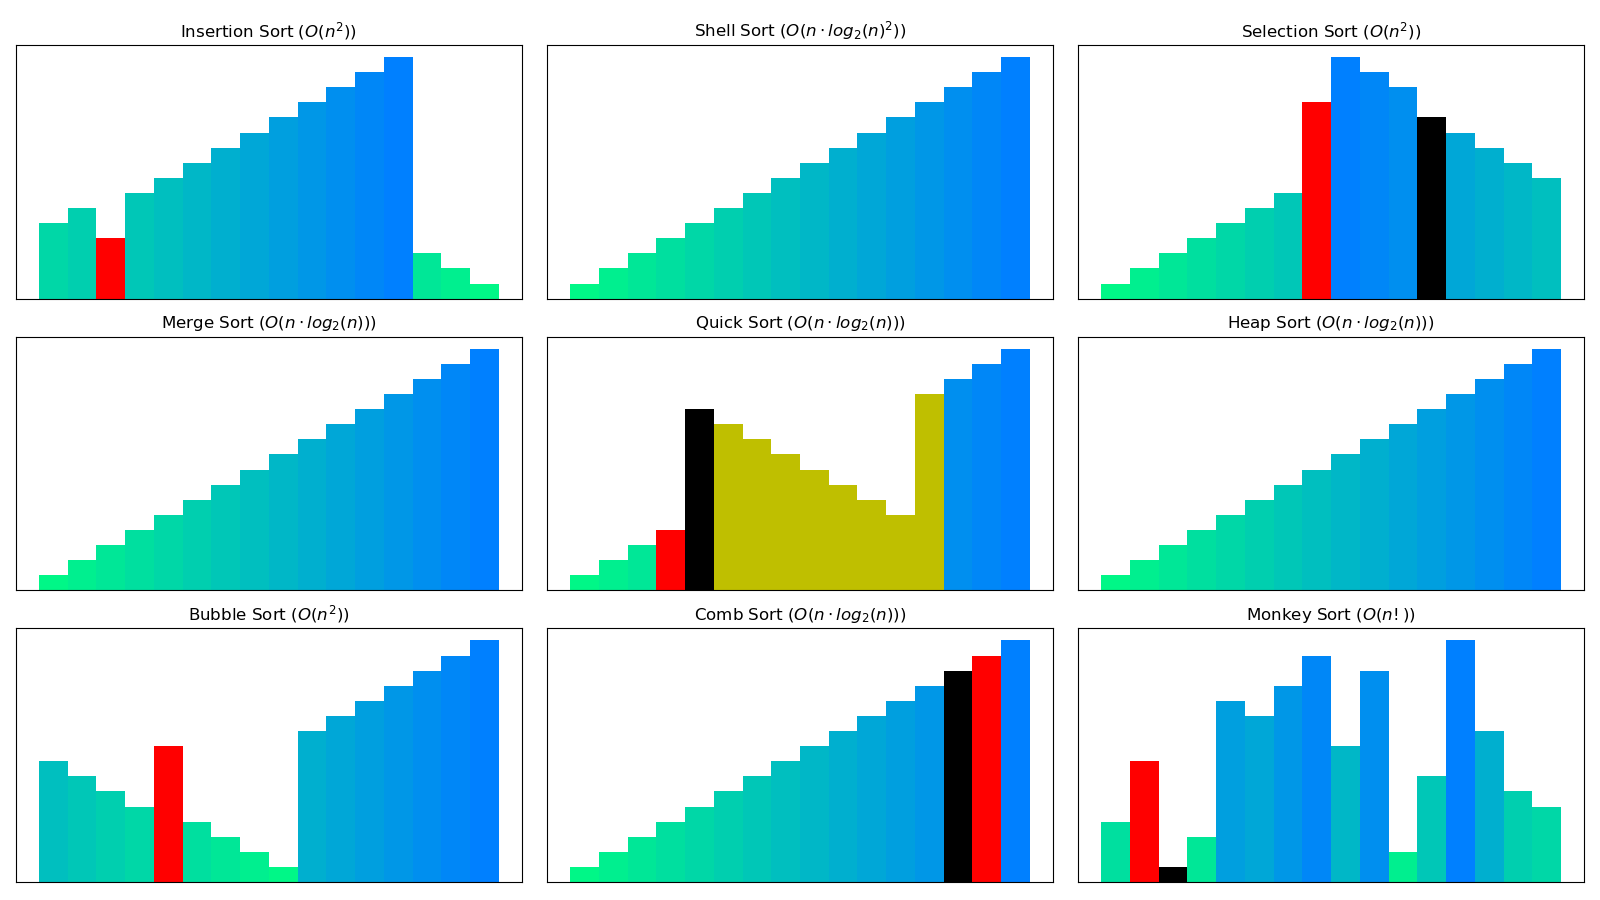 Insertion Sort (O(n²))
Shell Sort (O(n · log₂(n)²))
Selection Sort (O(n²))
Merge Sort (O(n · log₂(n)))
Quick Sort (O(n · log₂(n)))
Heap Sort (O(n · log₂(n)))
Bubble Sort (O(n²))
Comb Sort (O(n · log₂(n)))
Monkey Sort (O(n!))